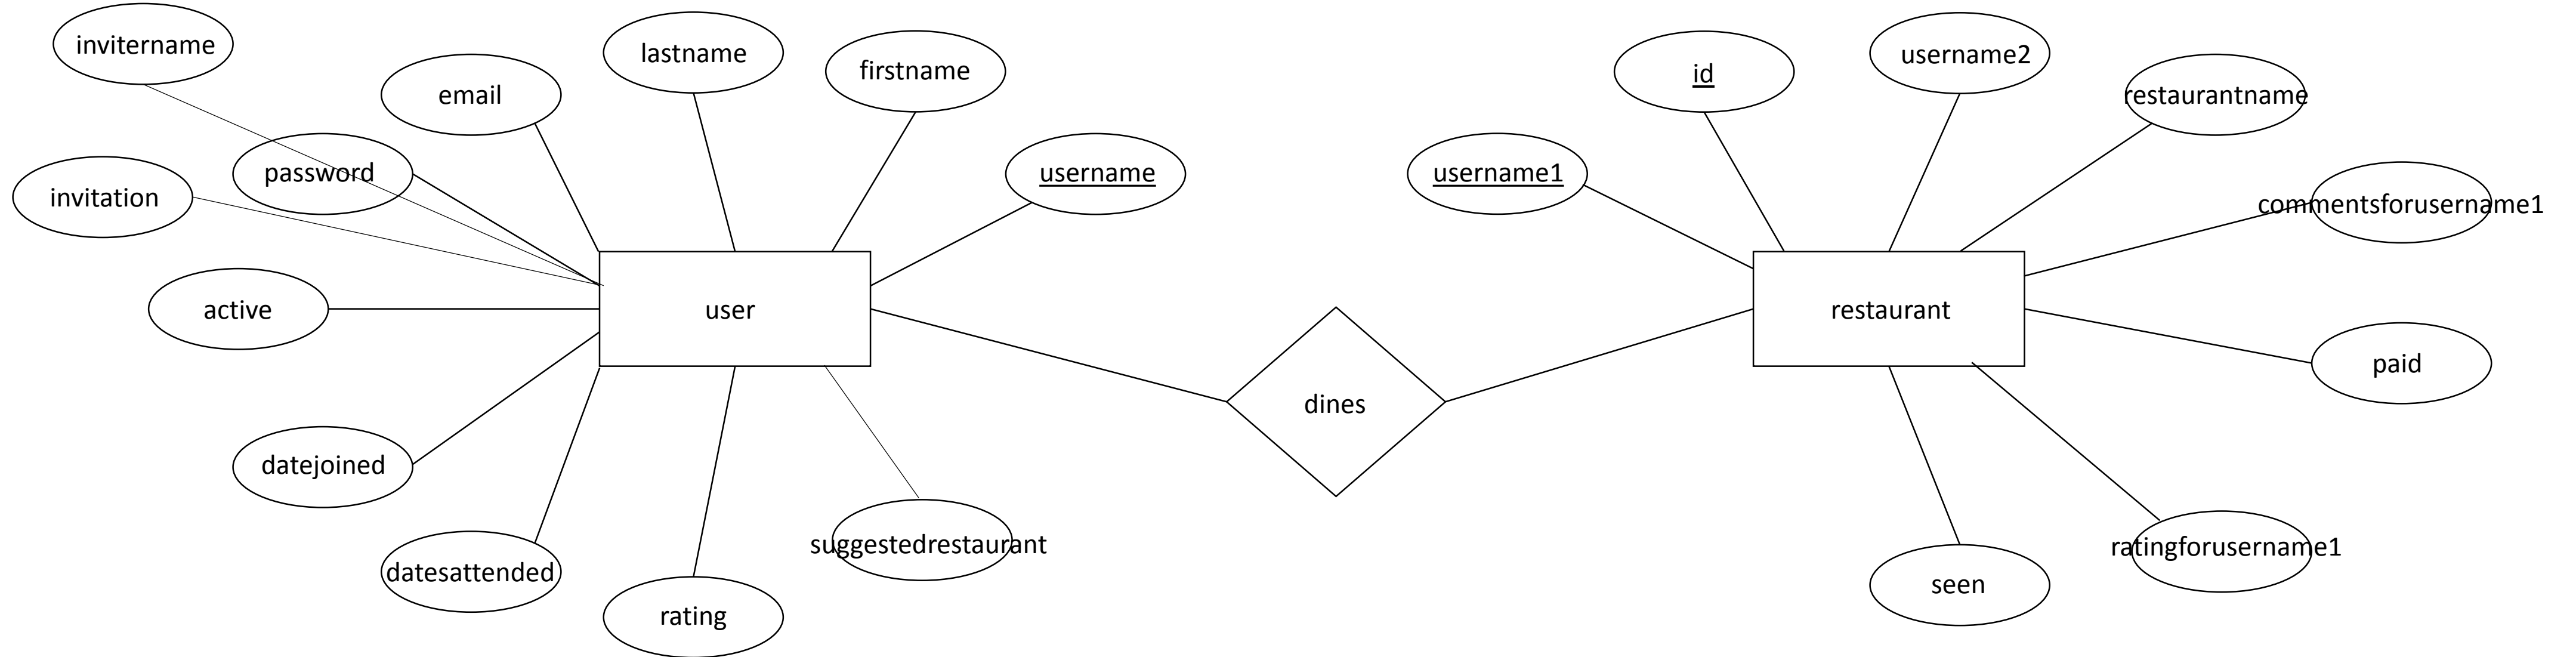 invitername
email
lastname
firstname
id
username2
restaurantname
password
username
username1
invitation
commentsforusername1
active
user
restaurant
paid
dines
datejoined
suggestedrestaurant
ratingforusername1
datesattended
rating
seen